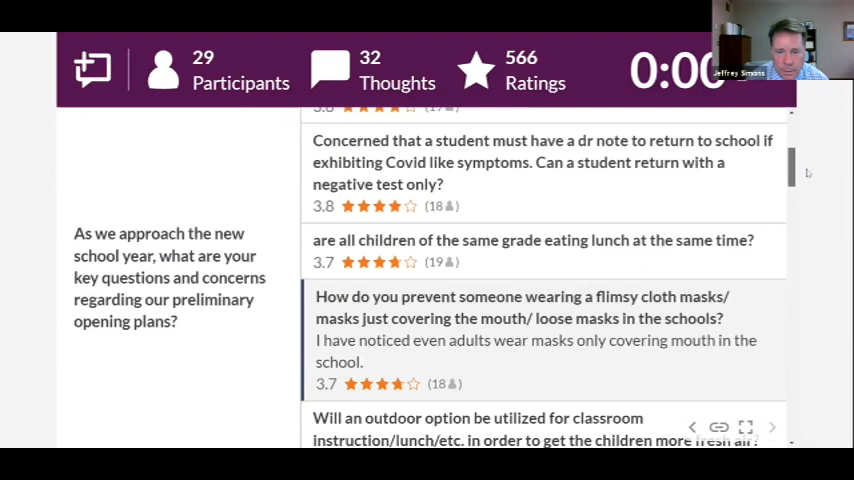 29
Participants
32
Thoughts
566
Ratings
0:00
Jeffrey Simons
As we approach the new
school year, what are your
key questions and concerns
regarding our preliminary
opening plans?
3.8 (19)
Concerned that a student must have a dr note to return to school if
exhibiting Covid like symptoms. Can a student return with a
negative test only?
3.8 (18)
are all children of the same grade eating lunch at the same time?
3.7 (19)
How do you prevent someone wearing a flimsy cloth masks/
masks just covering the mouth/ loose masks in the schools?
I have noticed even adults wear masks only covering mouth in the
school.
3.7 (18)
Will an outdoor option be utilized for classroom
instruction/lunch/etc. in order to get the children more fresh air?